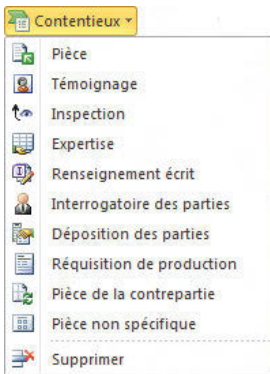 Contentieux
Pièce
Témoignage
Inspection
Expertise
Renseignement écrit
Interrogatoire des parties
Déposition des parties
Réquisition de production
Pièce de la contrepartie
Pièce non spécifique
Supprimer